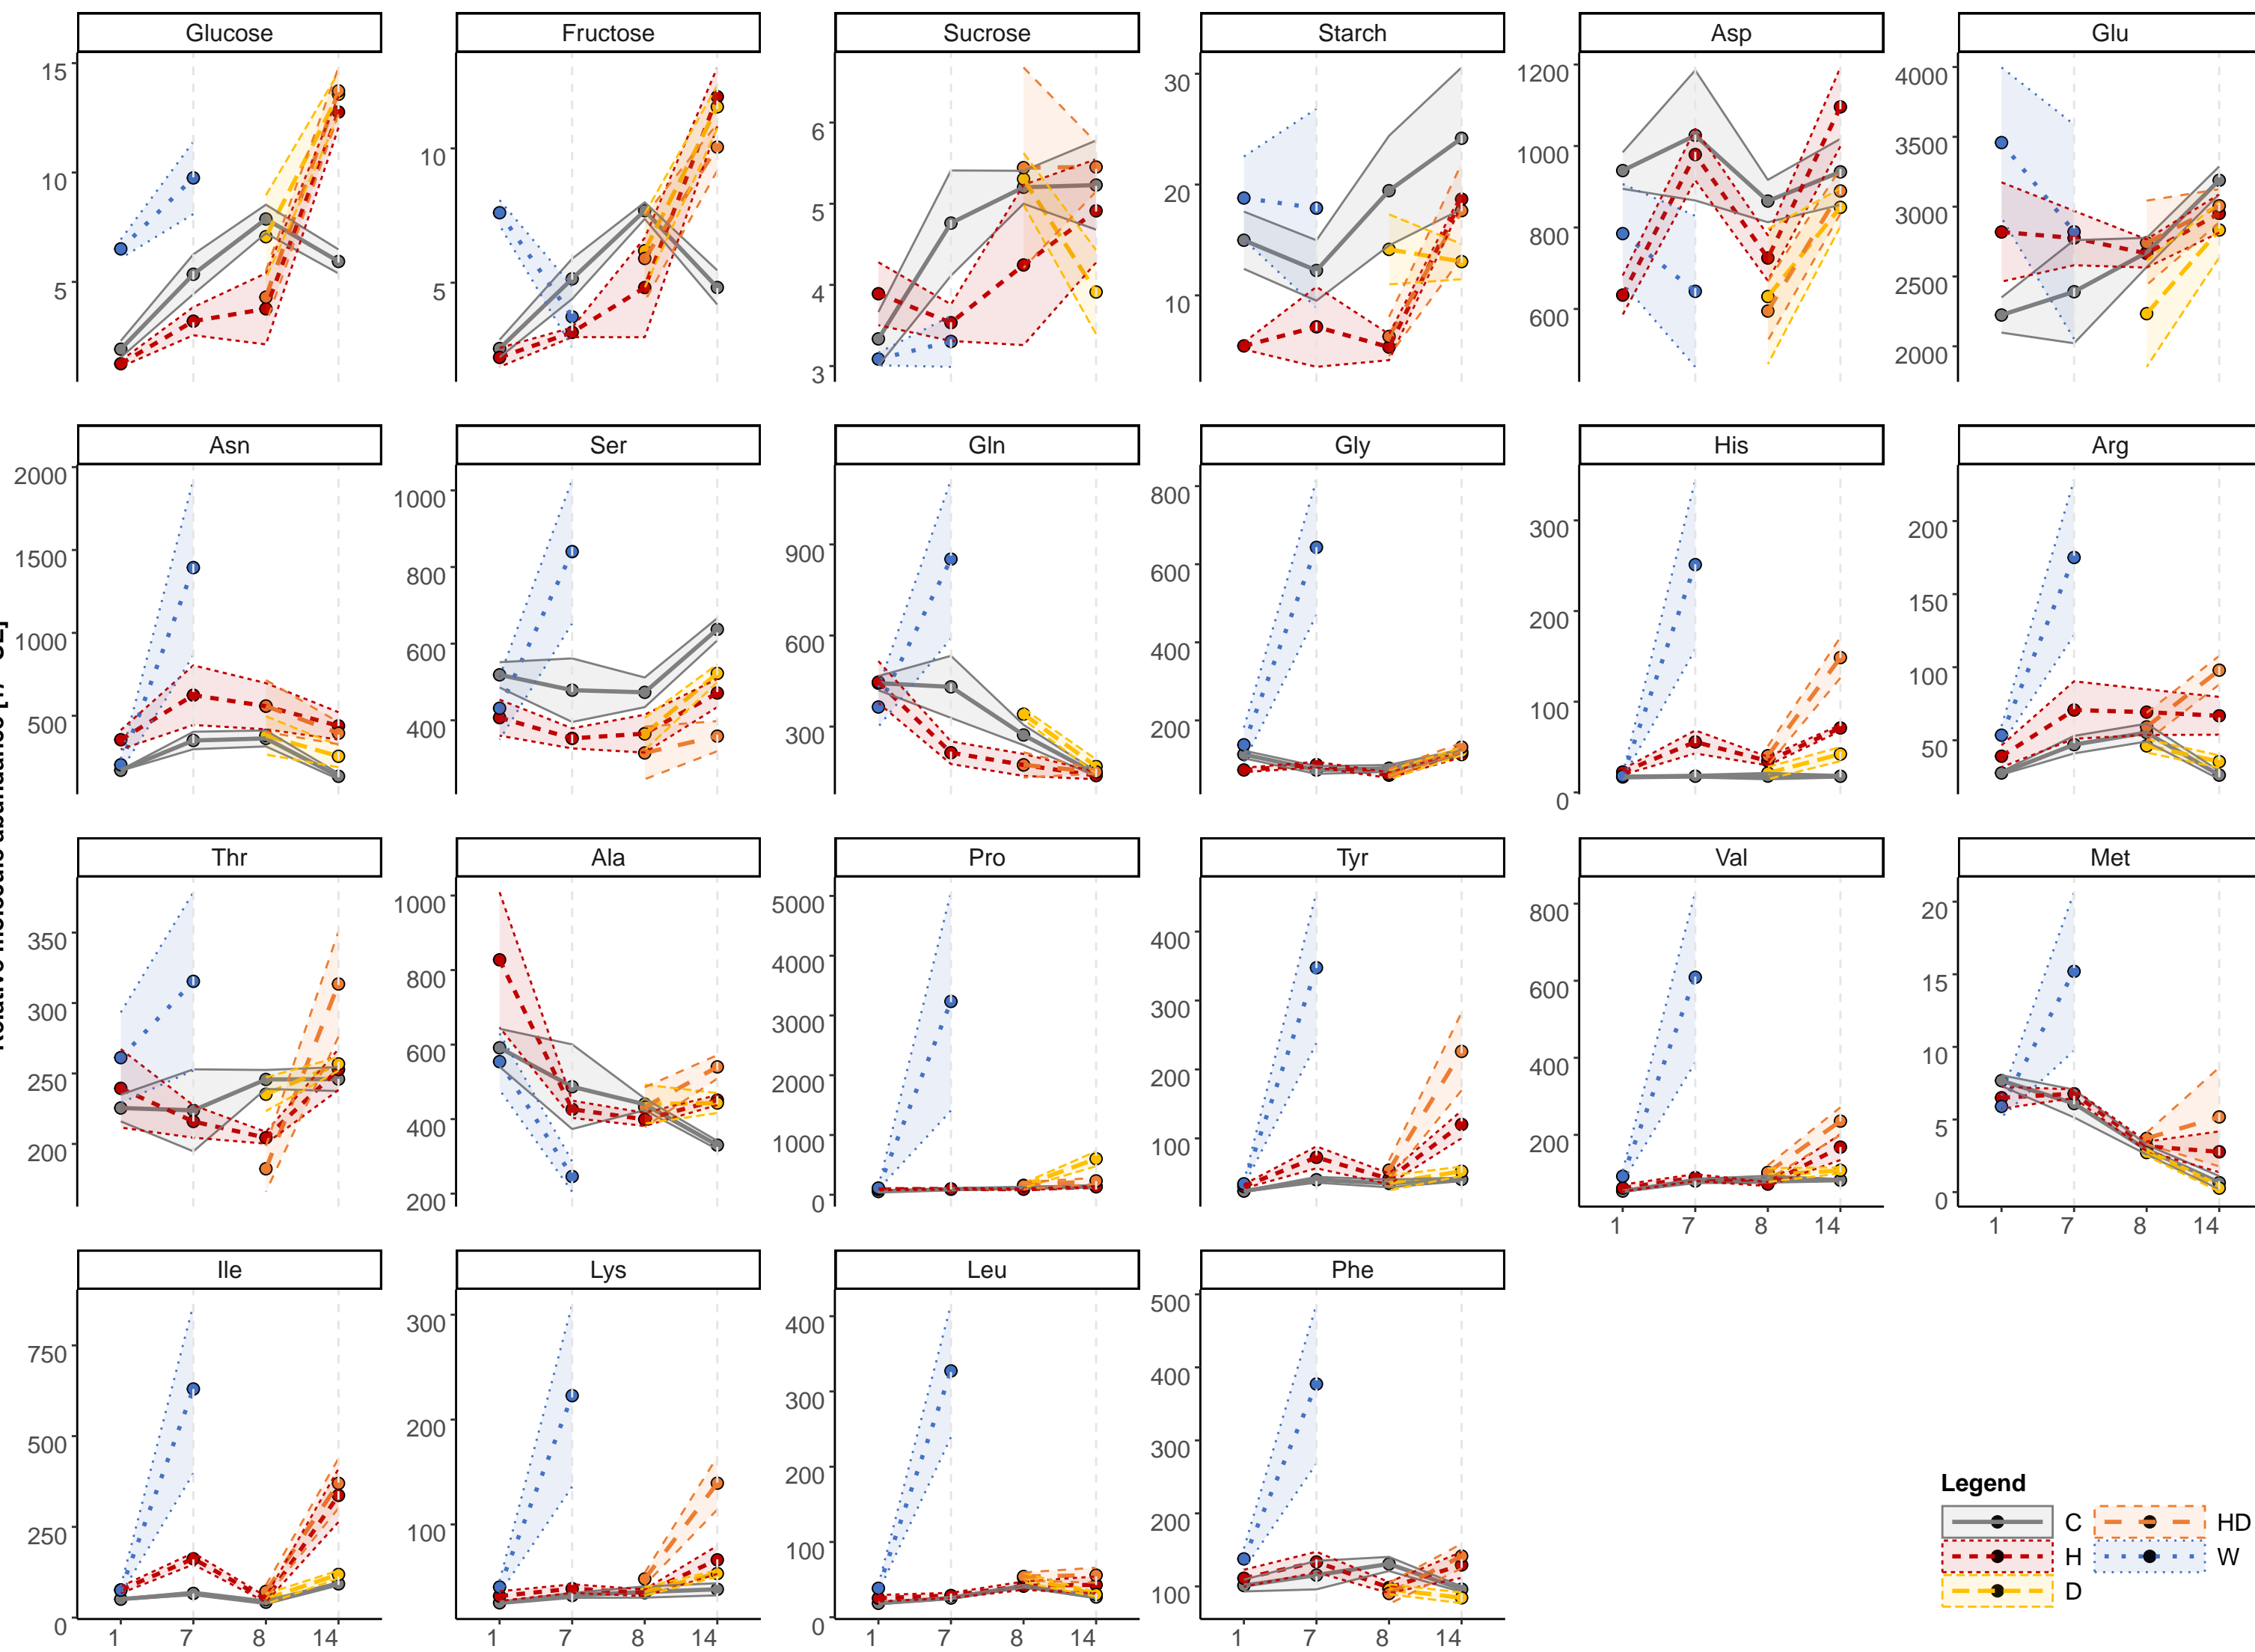 Glucose Fructose Sucrose Starch Asp Glu
15 10 5
10 5
6 5 4 3
30 20 10
1200 1000 800 600
4000 3500 3000 2500 2000
Asn Ser Gln Gly His Arg
2000 1500 1000 500
1000 800 600 400
900 600 300
800 600 400 200
300 200 100 0
200 150 100 50
Thr Ala Pro Tyr Val Met
350 300 250 200
1000 800 600 400 200
5000 4000 3000 2000 1000 0
400 300 200 100
800 600 400 200
20 15 10 5 0
1 7 8 14 1 7 8 14
Ile Lys Leu Phe
750 500 250 0
300 200 100
400 300 200 100 0
500 400 300 200 100
1 7 8 14 1 7 8 14 1 7 8 14 1 7 8 14
Legend
C HD
H W
D